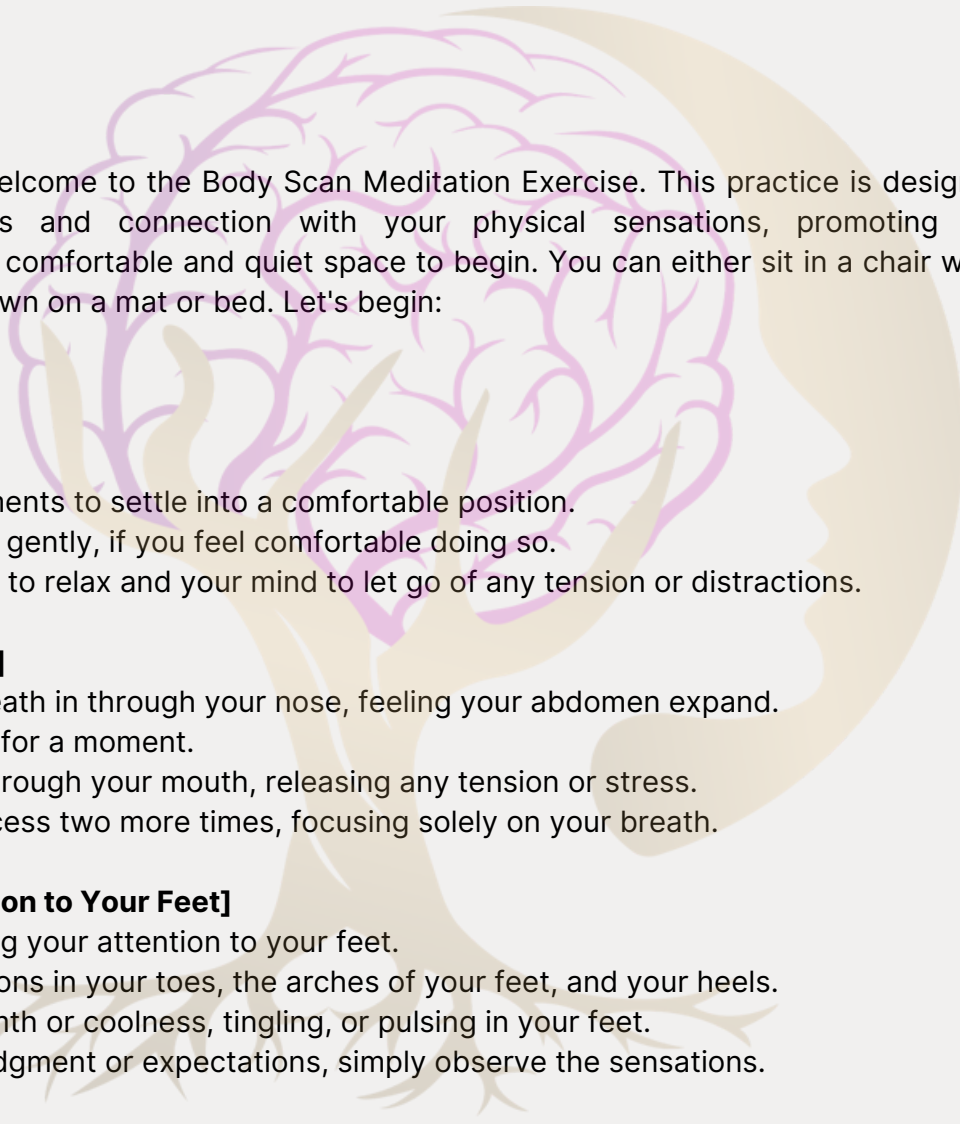 elcome to the Body Scan Meditation Exercise. This practice is desig
s and connection with your physical sensations, promoting
comfortable and quiet space to begin. You can either sit in a chair w
wn on a mat or bed. Let's begin:
ents to settle into a comfortable position.
gently, if you feel comfortable doing so.
to relax and your mind to let go of any tension or distractions.
]
eath in through your nose, feeling your abdomen expand.
for a moment.
rough your mouth, releasing any tension or stress.
cess two more times, focusing solely on your breath.
on to Your Feet]
g your attention to your feet.
ons in your toes, the arches of your feet, and your heels.
th or coolness, tingling, or pulsing in your feet.
dgment or expectations, simply observe the sensations.